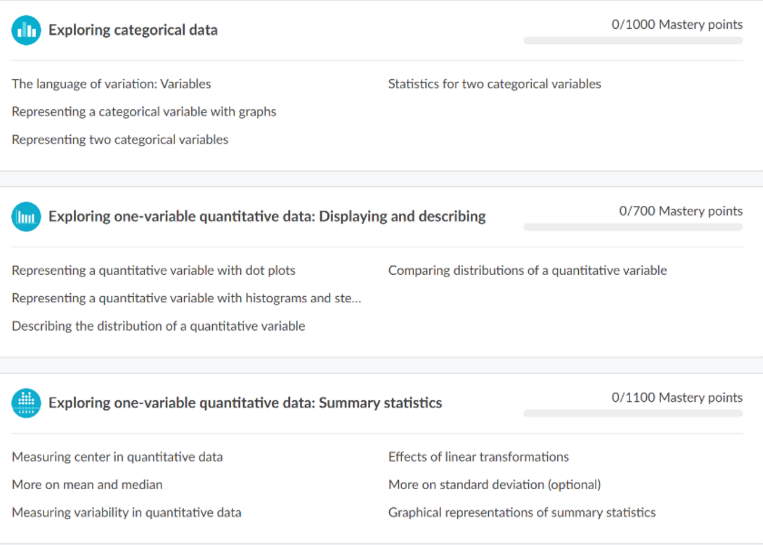 Exploring categorical data
0/1000 Mastery points
The language of variation: Variables
Representing a categorical variable with graphs
Representing two categorical variables
Statistics for two categorical variables
Exploring one-variable quantitative data: Displaying and describing
0/700 Mastery points
Representing a quantitative variable with dot plots
Representing a quantitative variable with histograms and ste...
Describing the distribution of a quantitative variable
Comparing distributions of a quantitative variable
Exploring one-variable quantitative data: Summary statistics
0/1100 Mastery points
Measuring center in quantitative data
More on mean and median
Measuring variability in quantitative data
Effects of linear transformations
More on standard deviation (optional)
Graphical representations of summary statistics